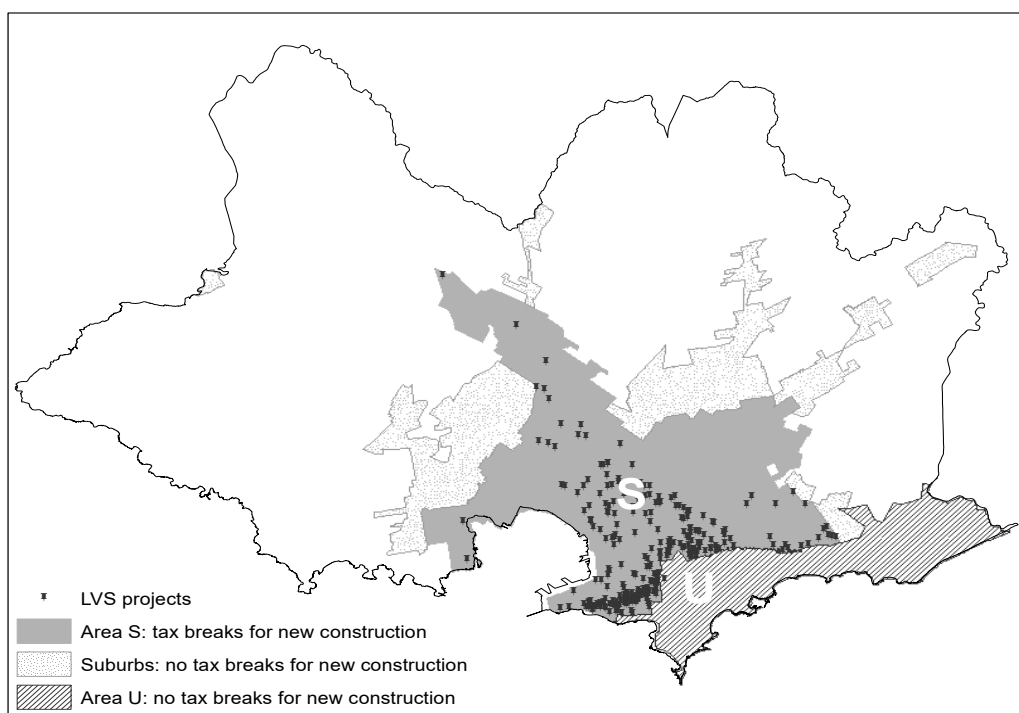 S
U
LVS projects
Area S: tax breaks for new construction
Suburbs: no tax breaks for new construction
Area U: no tax breaks for new construction